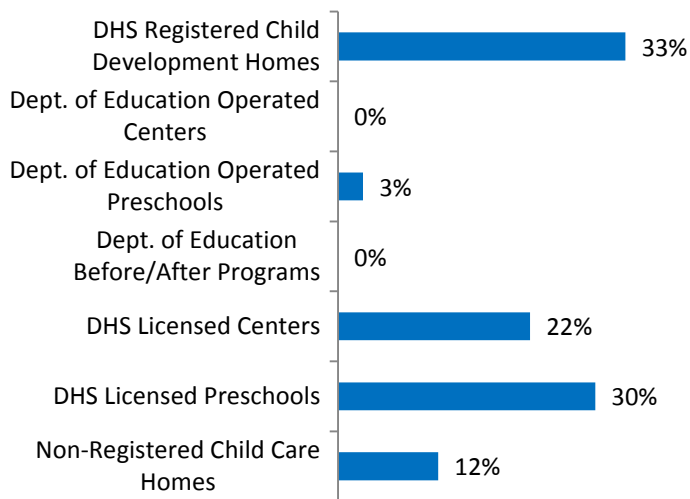 DHS Registered Child
Development Homes
33%
Dept. of Education Operated
Centers
0%
Dept. of Education Operated
Preschools
3%
Dept. of Education
Before/After Programs
0%
DHS Licensed Centers
22%
DHS Licensed Preschools
30%
Non-Registered Child Care
Homes
12%